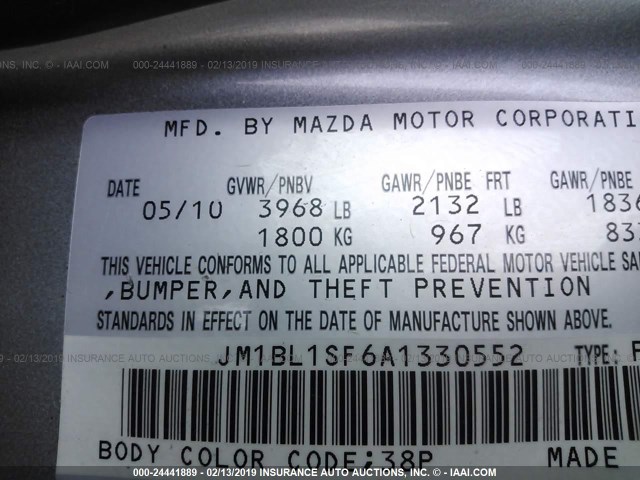 000-24441889 - 02/13/2019 INSURANCE AUTO AUCTIONS, INC. - © IAAI.COM
MFD. BY MAZDA MOTOR CORPORATI
DATE GVWR/PNBV GAWR/PNBE FRT GAWR/PNBE
05/10 3968 LB 2132 LB 1836
1800 KG 967 KG 83
THIS VEHICLE CONFORMS TO ALL APPLICABLE FEDERAL MOTOR VEHICLE SA
,BUMPER,AND THEFT PREVENTION
STANDARDS IN EFFECT ON THE DATE OF MANUFACTURE SHOWN ABOVE.
JM1BL1SF6A1330552 TYPE:
BODY COLOR CODE:38P MADE
000-24441889 - 02/13/2019 INSURANCE AUTO AUCTIONS, INC. - © IAAI.COM